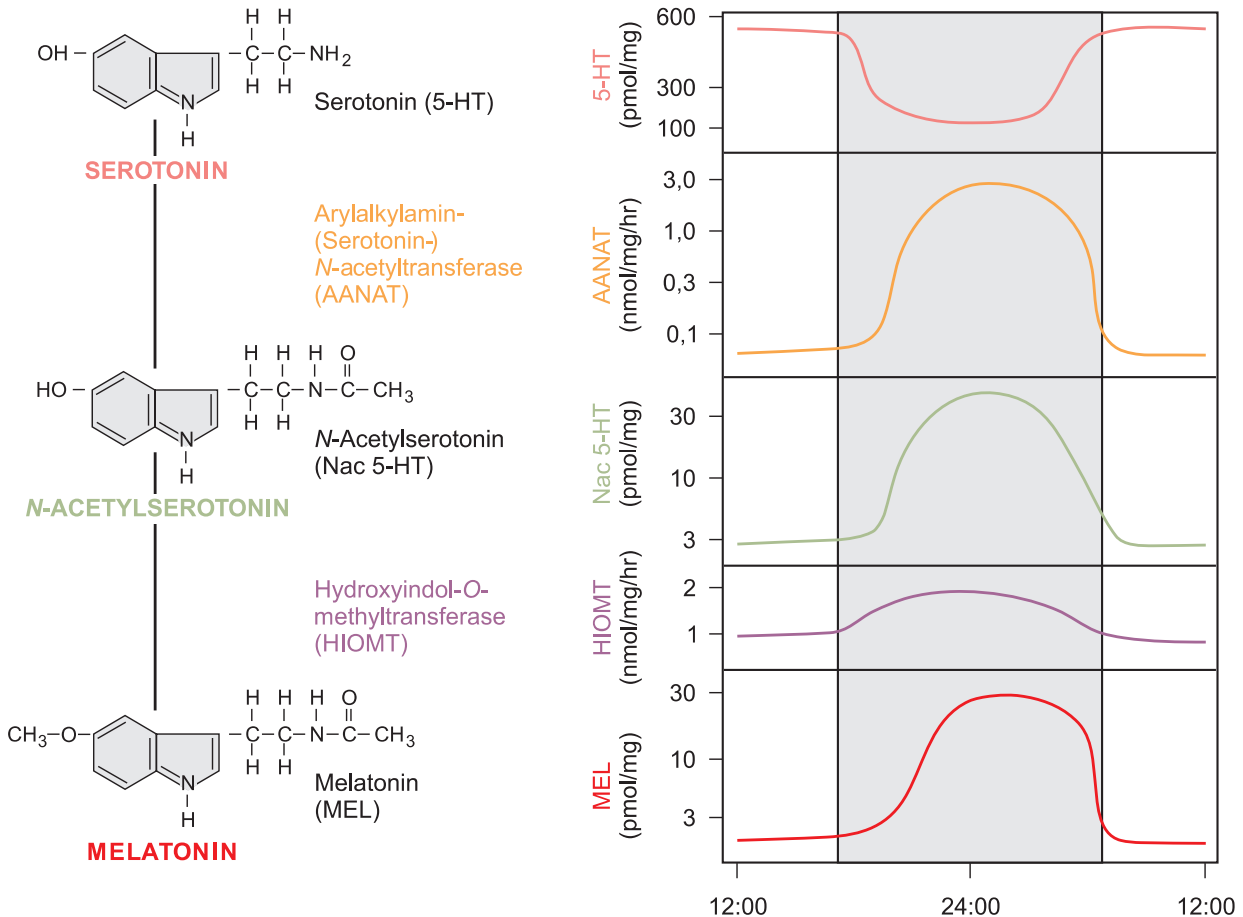 OH
H H
C C NH2
H H
N
H
Serotonin (5-HT)
SEROTONIN
Arylalkylamin-
(Serotonin-)
N-acetyltransferase
(AANAT)
H H H O
HO
C C N C CH3
H H
N
H
N-Acetylserotonin
(Nac 5-HT)
N-ACETYLSEROTONIN
Hydroxyindol-O-
methyltransferase
(HIOMT)
H H H O
CH3-O
C C N C CH3
H H
N
H
Melatonin
(MEL)
MELATONIN
5-HT
(pmol/mg)
600
300
100
AANAT
(nmol/mg/hr)
3,0
1,0
0,3
0,1
Nac 5-HT
(pmol/mg)
30
10
3
HIOMT
(nmol/mg/hr)
2
1
MEL
(pmol/mg)
30
10
3
12:00 24:00 12:00